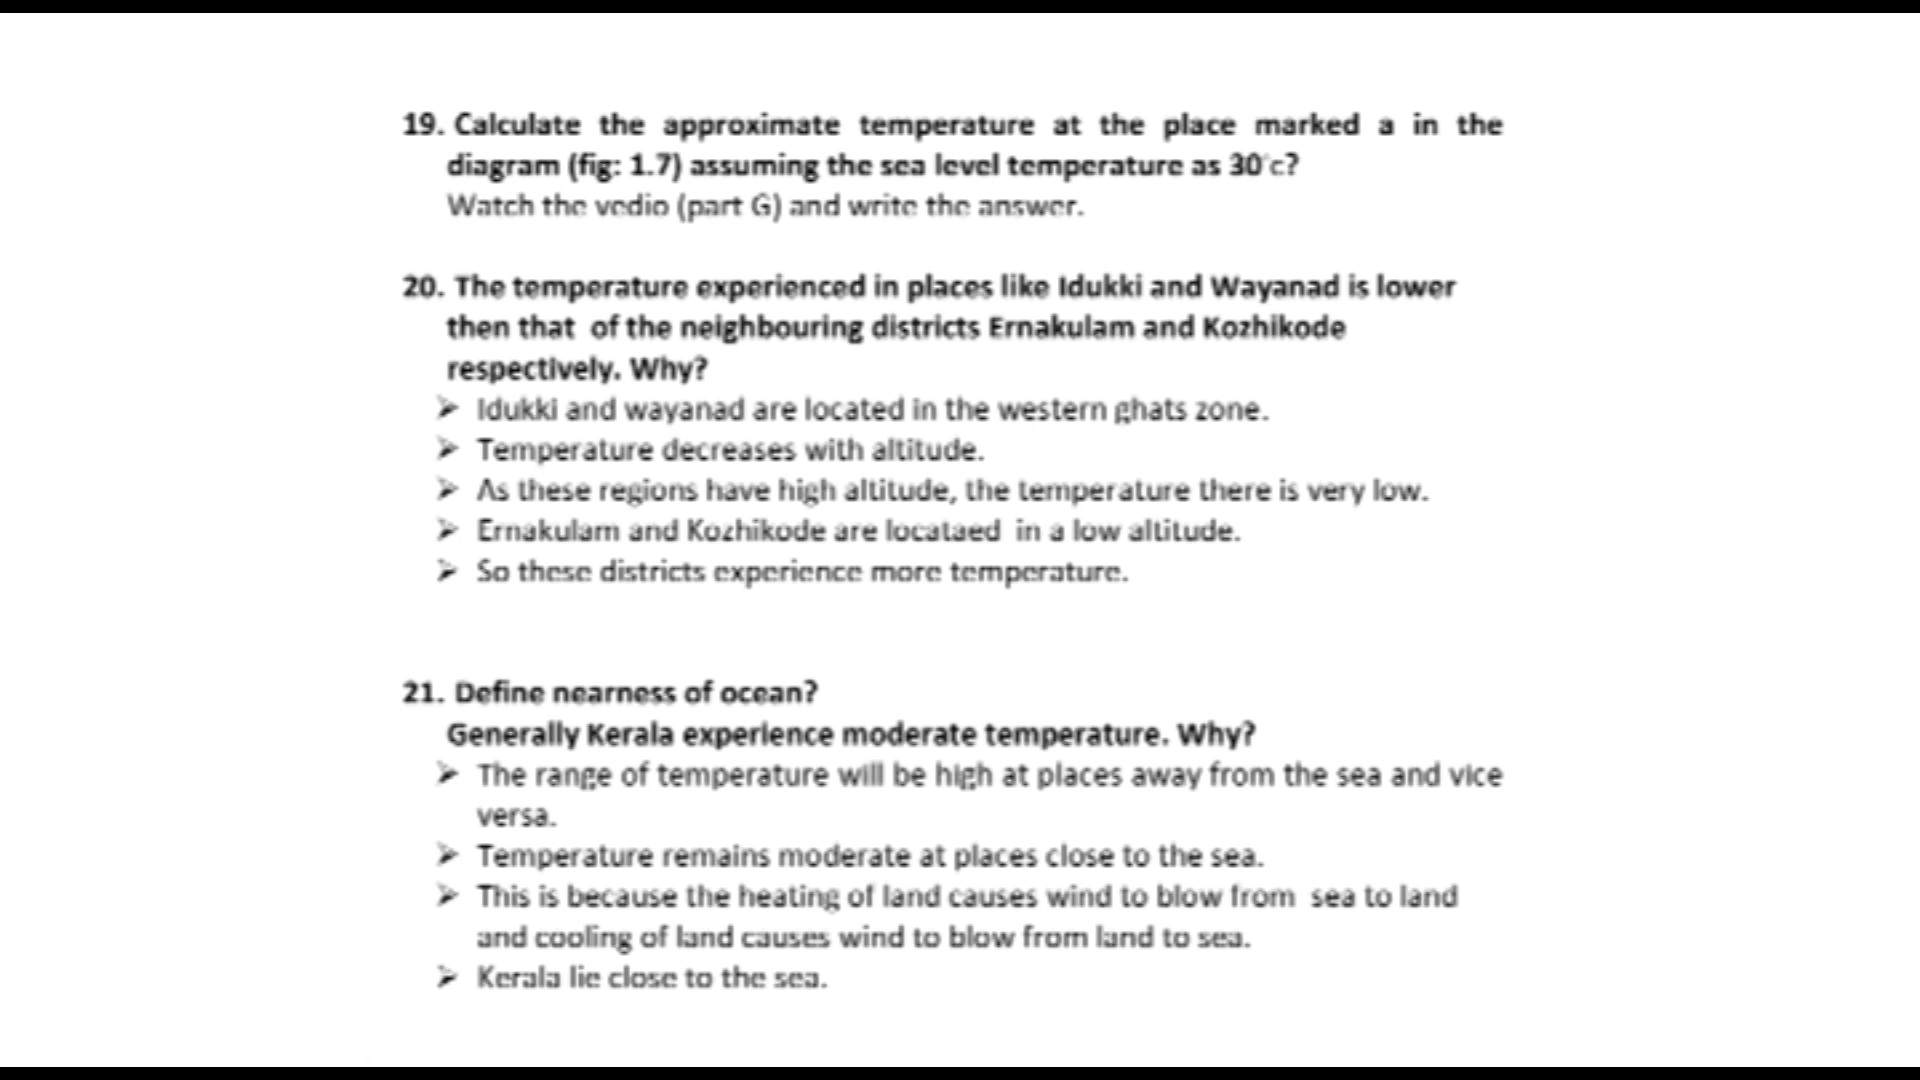 19. Calculate the approximate temperature at the place marked a in the
diagram (fig: 1.7) assuming the sea level temperature as 30°c?
Watch the vedio (part G) and write the answer.
20. The temperature experienced in places like Idukki and Wayanad is lower
then that of the neighbouring districts Ernakulam and Kozhikode
respectively. Why?
➢ Idukki and wayanad are located in the western ghats zone.
➢ Temperature decreases with altitude.
➢ As these regions have high altitude, the temperature there is very low.
➢ Ernakulam and Kozhikode are locataed in a low altitude.
➢ So these districts experience more temperature.
21. Define nearness of ocean?
Generally Kerala experience moderate temperature. Why?
➢ The range of temperature will be high at places away from the sea and vice
versa.
➢ Temperature remains moderate at places close to the sea.
➢ This is because the heating of land causes wind to blow from sea to land
and cooling of land causes wind to blow from land to sea.
➢ Kerala lie close to the sea.